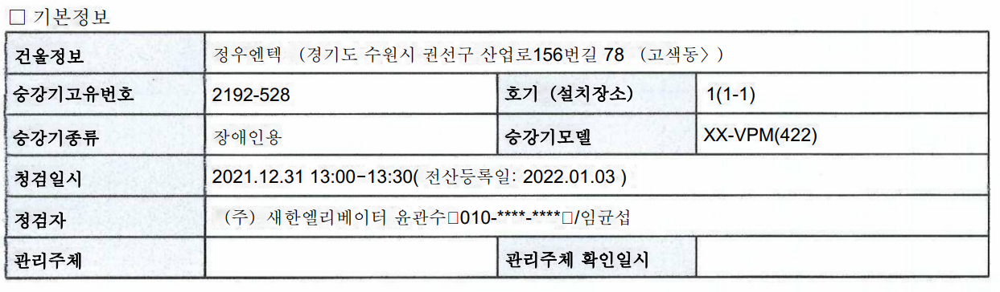 □ 기본정보
건울정보 정우엔텍 (경기도 수원시 권선구 산업로156번길 78 (고색동〉)
승강기고유번호 2192-528 호기 (설치장소) 1(1-1)
승강기종류 장애인용 승강기모델 XX-VPM(422)
청검일시 2021.12.31 13:00-13:30( 전산등록일: 2022.01.03 )
정검자 (주) 새한엘리베이터 윤관수□010-****-****□/임균섭
관리주체 관리주체 확인일시